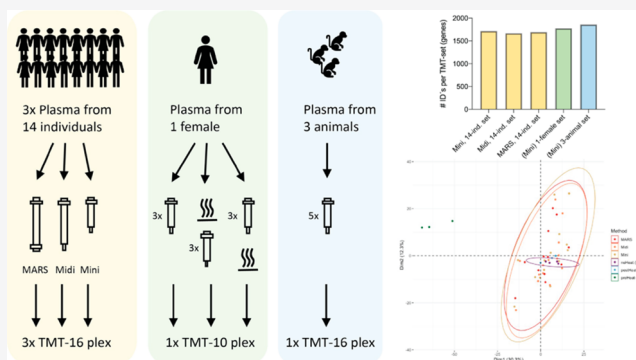 3x Plasma from
14 individuals
MARS Midi Mini
3x TMT-16 plex
Plasma from
1 female
3x
3x
3x
1x TMT-10 plex
Plasma from
3 animals
5x
1x TMT-16 plex
# ID´s per TMT-set (genes)
2000
1500
1000
500
0
Mini, 14-ind. set
Midi, 14-ind. set
MARS, 14-ind. set
(Mini) 1-female set
(Mini) 3-animal set
Dim2 (12.3%)
Method
MARS
Midi
Mini